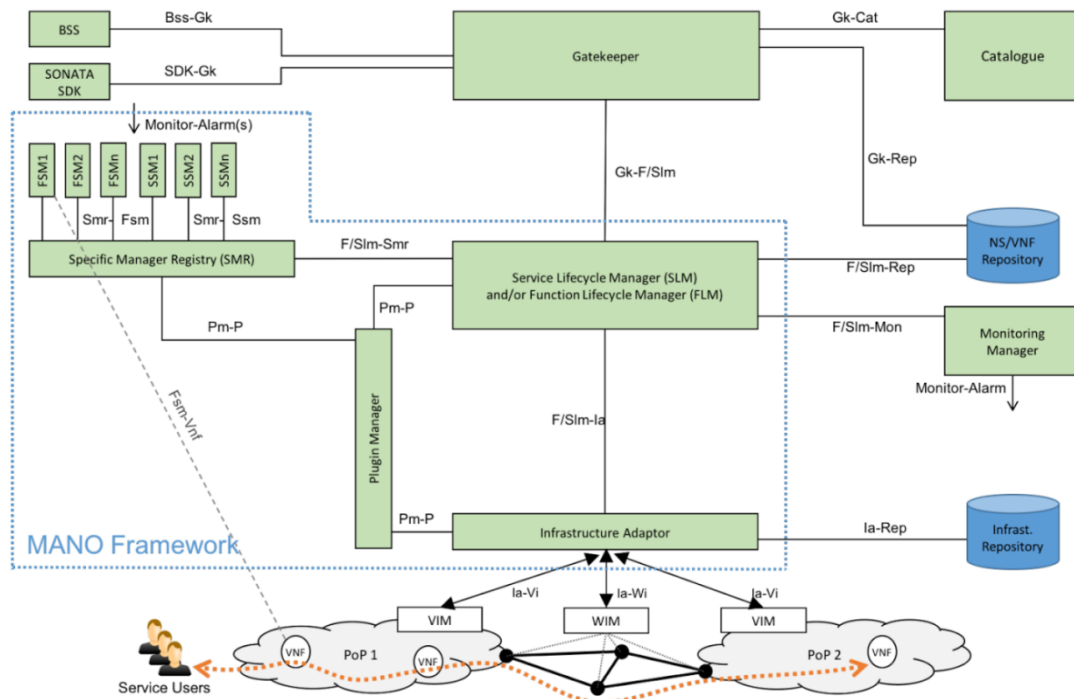 Bss-Gk
BSS
Gatekeeper
Gk-Cat
Catalogue
SONATA
SDK
SDK-Gk
Monitor-Alarm(s)
FSM1
FSM2
FSMn
SSM1
SSM2
SSMn
Gk-F/Slm
Gk-Rep
Smr-
Fsm
Smr-
Ssm
Specific Manager Registry (SMR)
F/Slm-Smr
Service Lifecycle Manager (SLM)
and/or Function Lifecycle Manager (FLM)
F/Slm-Rep
NS/VNF
Repository
Pm-P
Pm-P
F/Slm-Mon
Monitoring
Manager
Monitor-Alarm
Fsm-Vnf
Plugin Manager
F/Slm-Ia
Pm-P
Infrastructure Adaptor
Ia-Rep
Infrast.
Repository
MANO Framework
Ia-Vi
Ia-Wi
Ia-Vi
VIM
WIM
VIM
VNF
PoP 1
VNF
PoP 2
VNF
Service Users